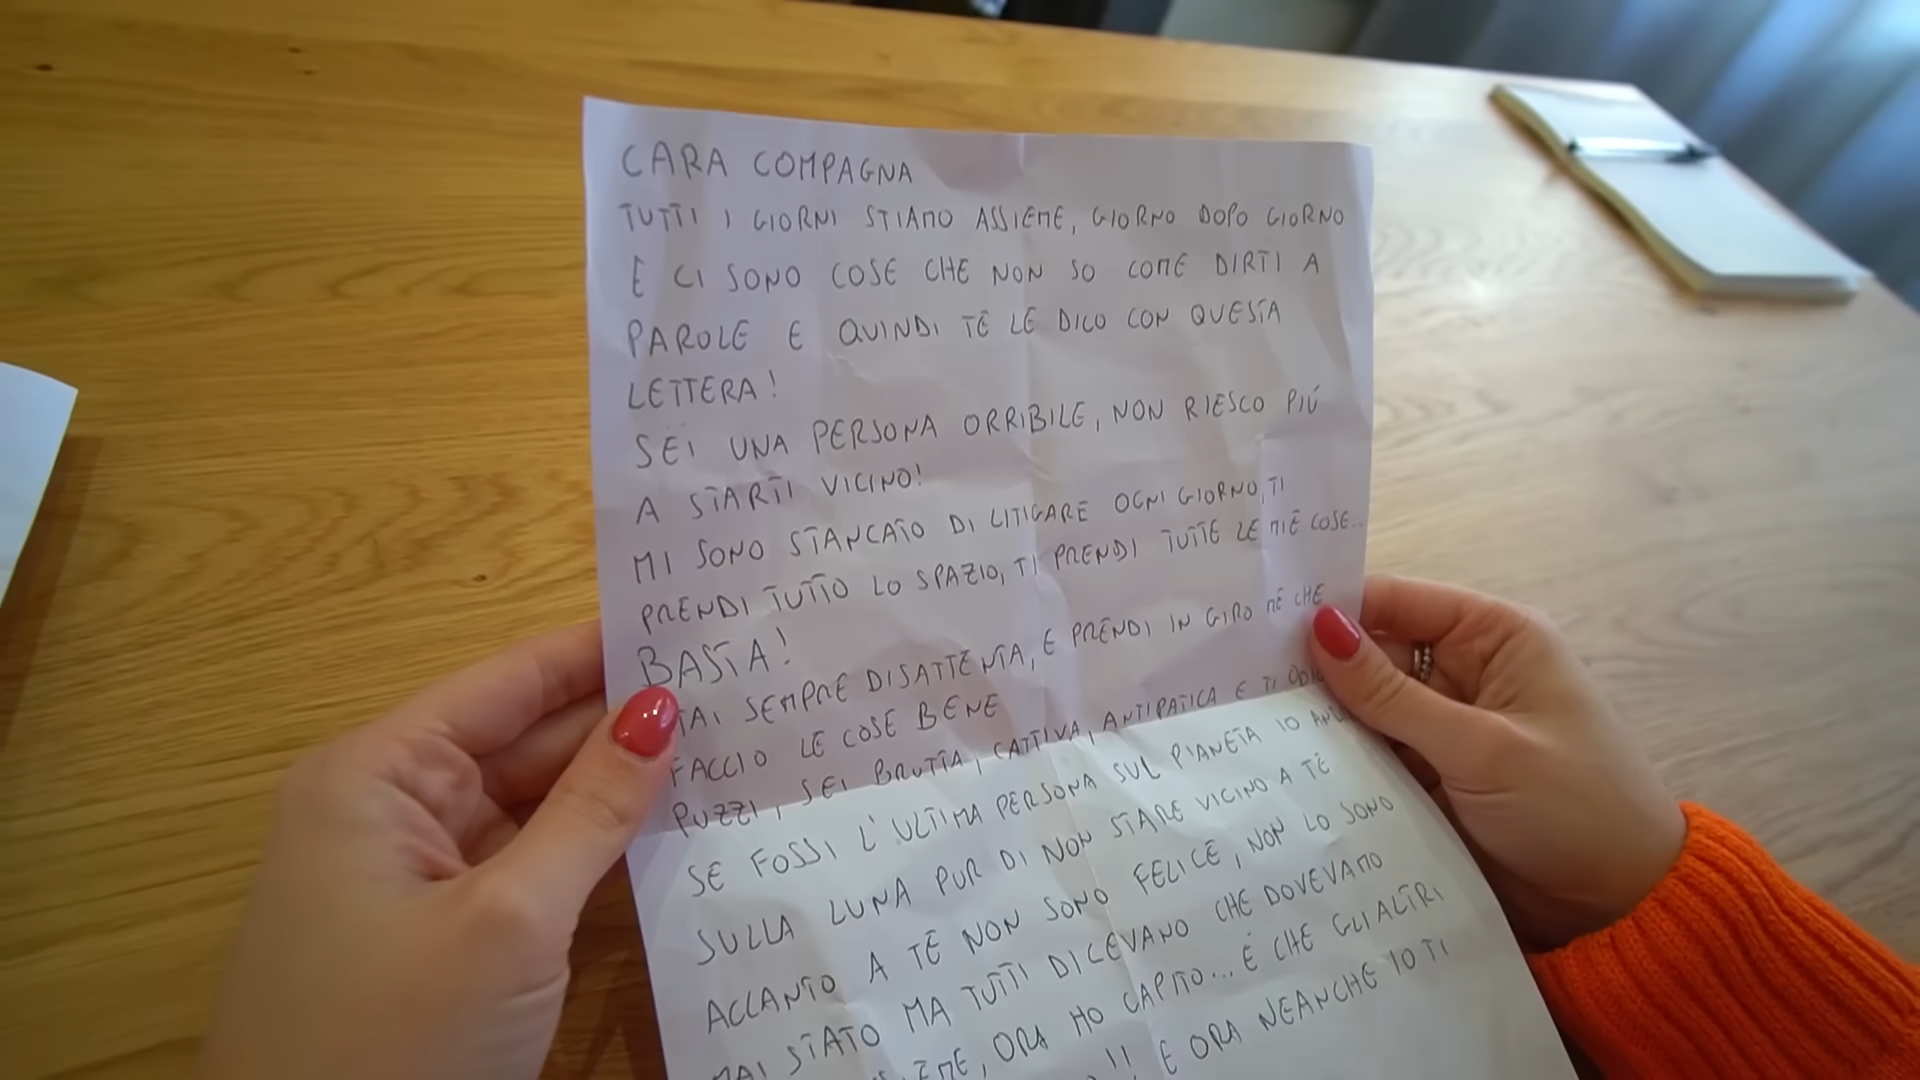 CARA COMPAGNA
TUTTI I GIORNI STIAMO ASSIEME, GIORNO DOPO GIORNO
E CI SONO COSE CHE NON SO COME DIRTI A
PAROLE E QUINDI TE LE DICO CON QUESTA
LETTERA!
SEI UNA PERSONA ORRIBILE, NON RIESCO PIÚ
A STARTI VICINO!
MI SONO STANCATO DI LITIGARE OGNI GIORNO, TI
PRENDI TUTTO LO SPAZIO, TI PRENDI TUTTE LE MIE COSE...
BASTA!
SEMPRE DISATTENTA, E PRENDI IN GIRO ME CHE
FACCIO LE COSE BENE
PUZZI, SEI BRUTTA, CATTIVA, ANTIPATICA E TI
SE FOSSI L'ULTIMA PERSONA SUL PIANETA IO
SULLA LUNA PUR DI NON STARE VICINO A TE
ACCANTO A TE NON SONO FELICE, NON LO SONO
MAI STATO MA TUTTI DICEVANO CHE DOVEVAMO
ORA HO CAPITO... É CHE GLI ALTRI
!! E ORA NEANCHE IO TI